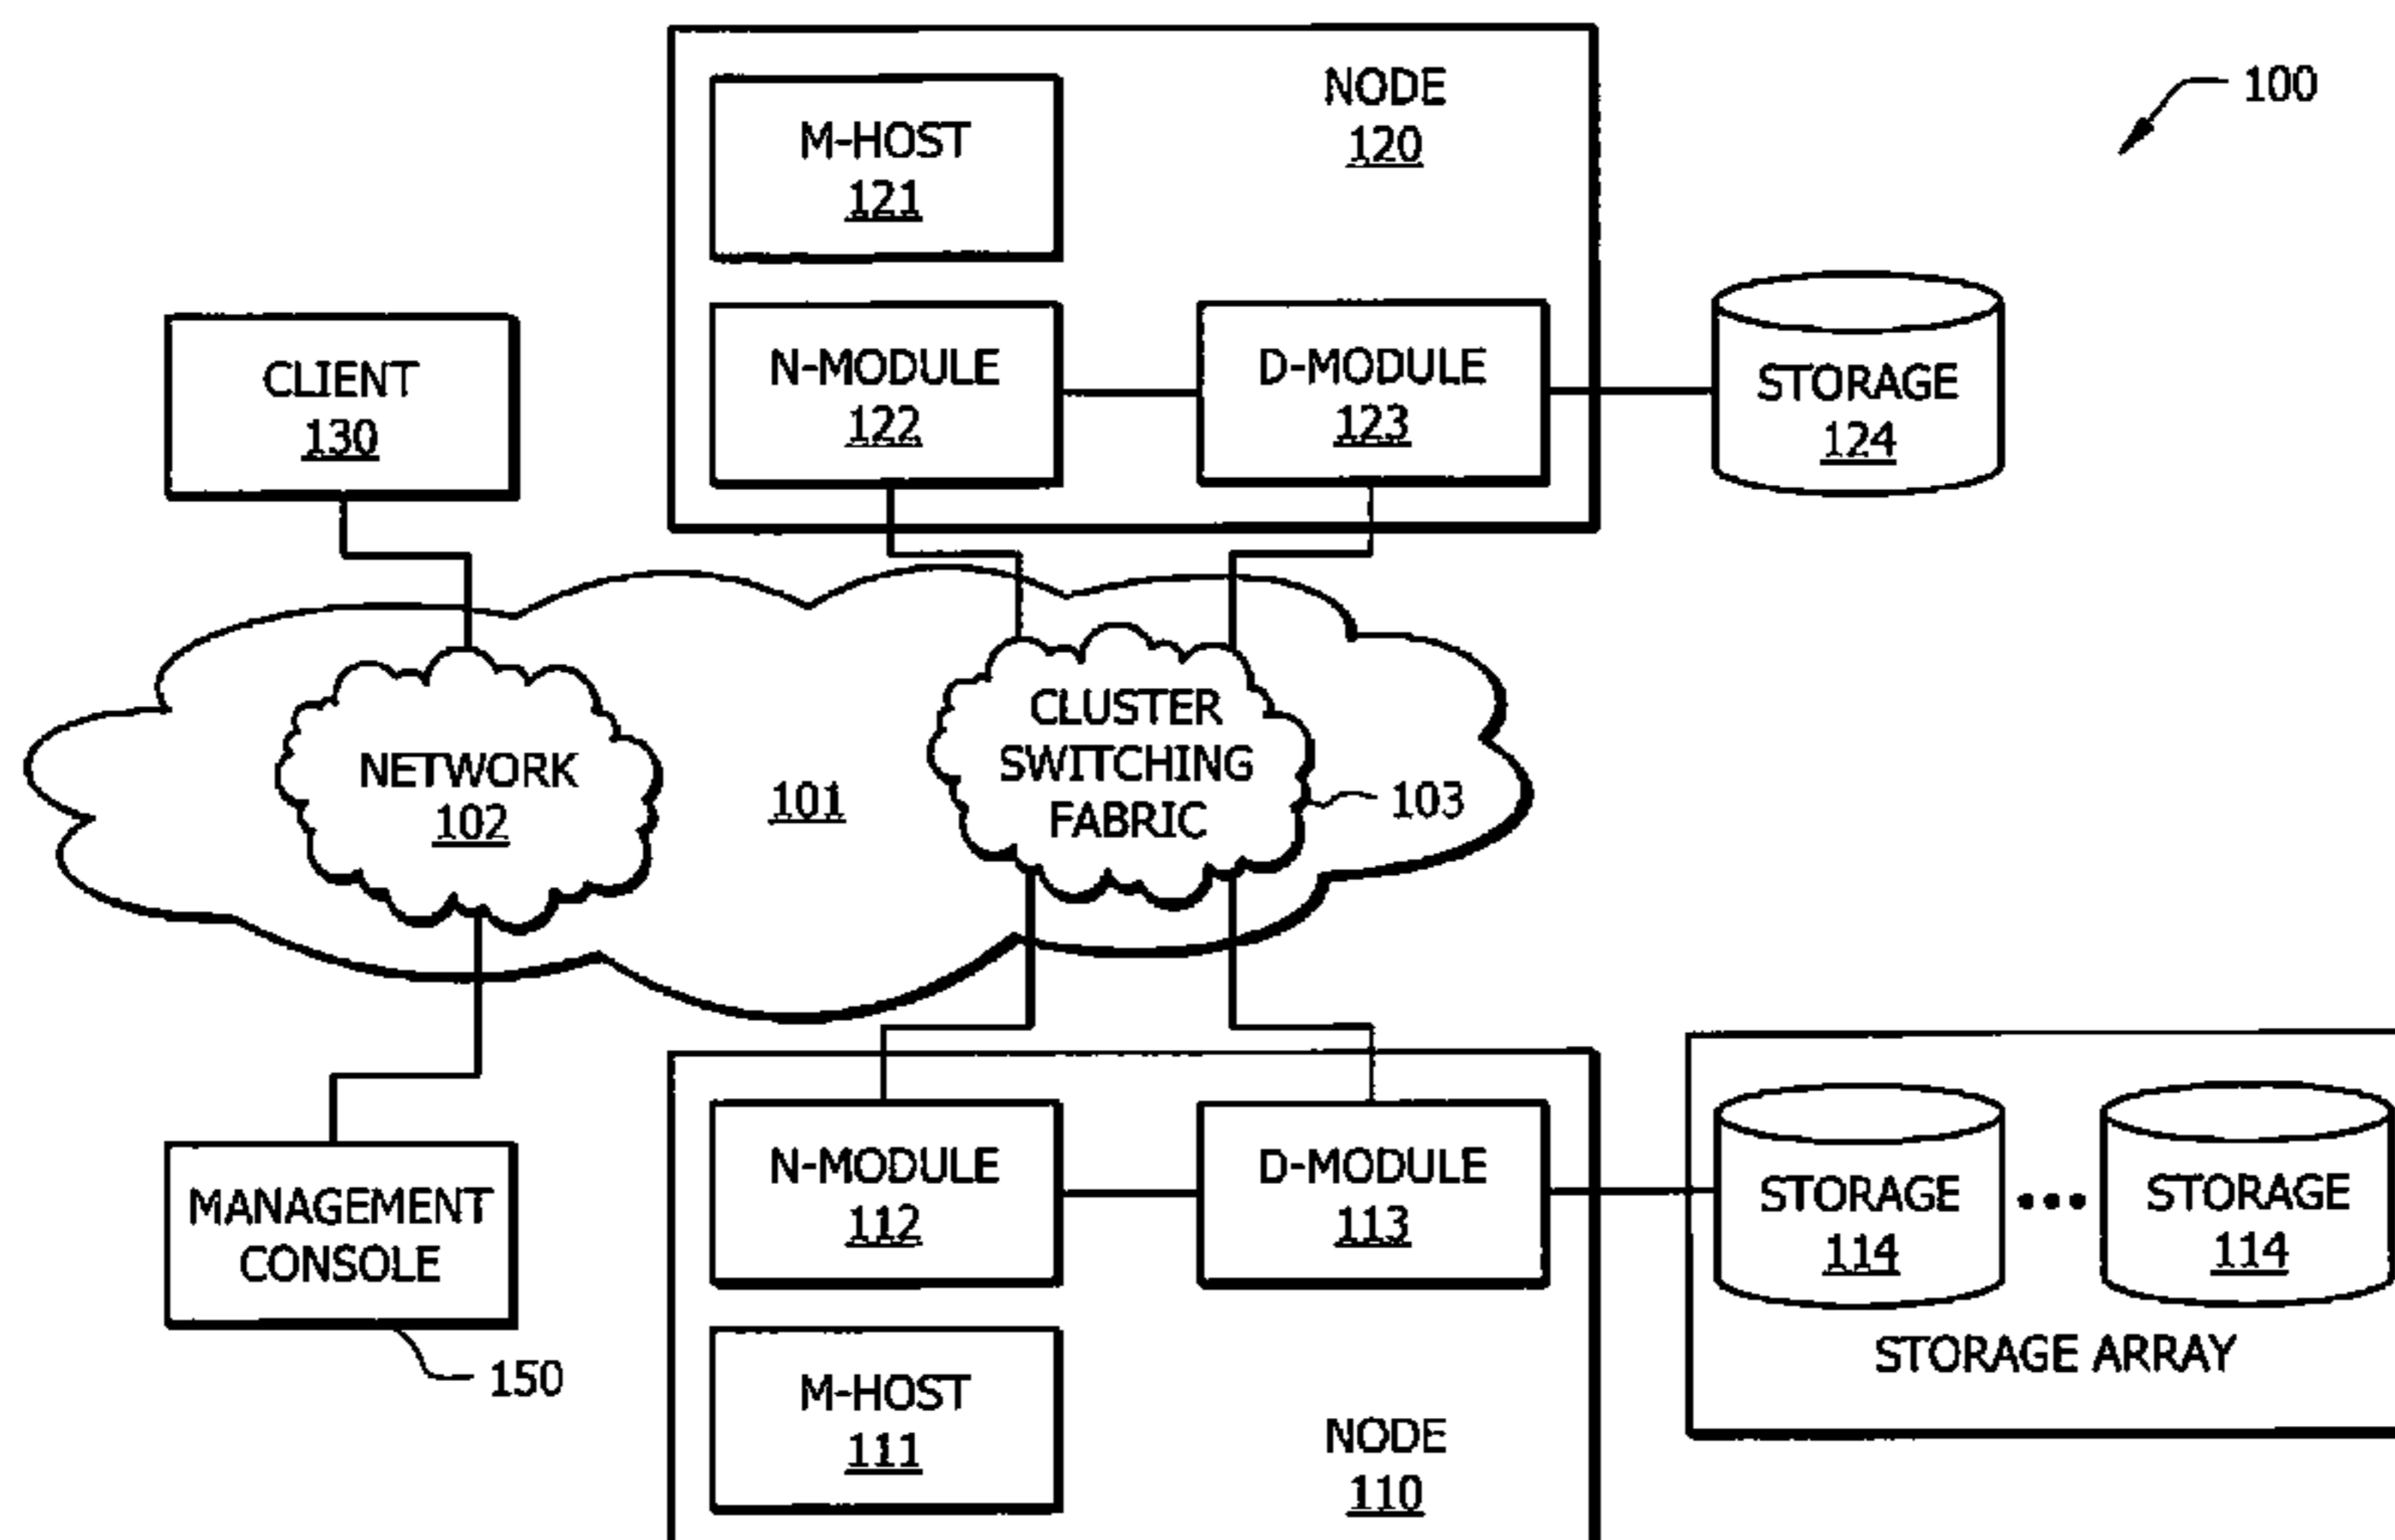 NODE
120
100
M-HOST
121
N-MODULE
122
D-MODULE
123
STORAGE
124
CLIENT
130
NETWORK
102
101
CLUSTER
SWITCHING
FABRIC
103
MANAGEMENT
CONSOLE
150
N-MODULE
112
D-MODULE
113
STORAGE
114
•••
STORAGE
114
STORAGE ARRAY
M-HOST
111
NODE
110